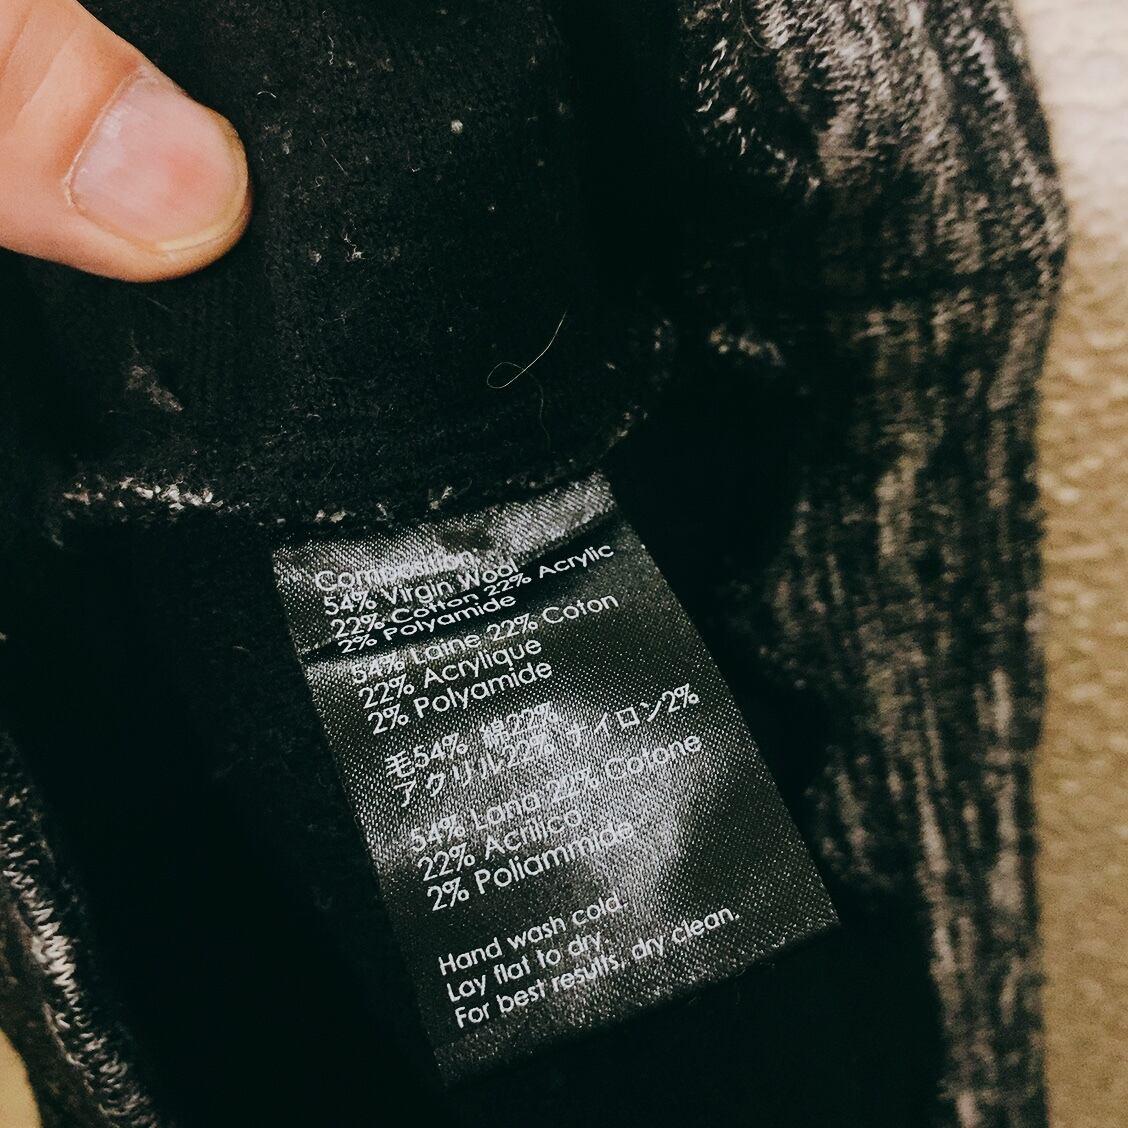 Composition:
54% Virgin Wool
22% Cotton 22% Acrylic
2% Polyamide
54% Laine 22% Coton
22% Acrylique
2% Polyamide
毛54% 綿22%
アクリル22% ナイロン2%
54% Lana 22% Cotone
22% Acrilica
2% Poliammide
Hand wash cold.
Lay flat to dry.
For best results, dry clean.